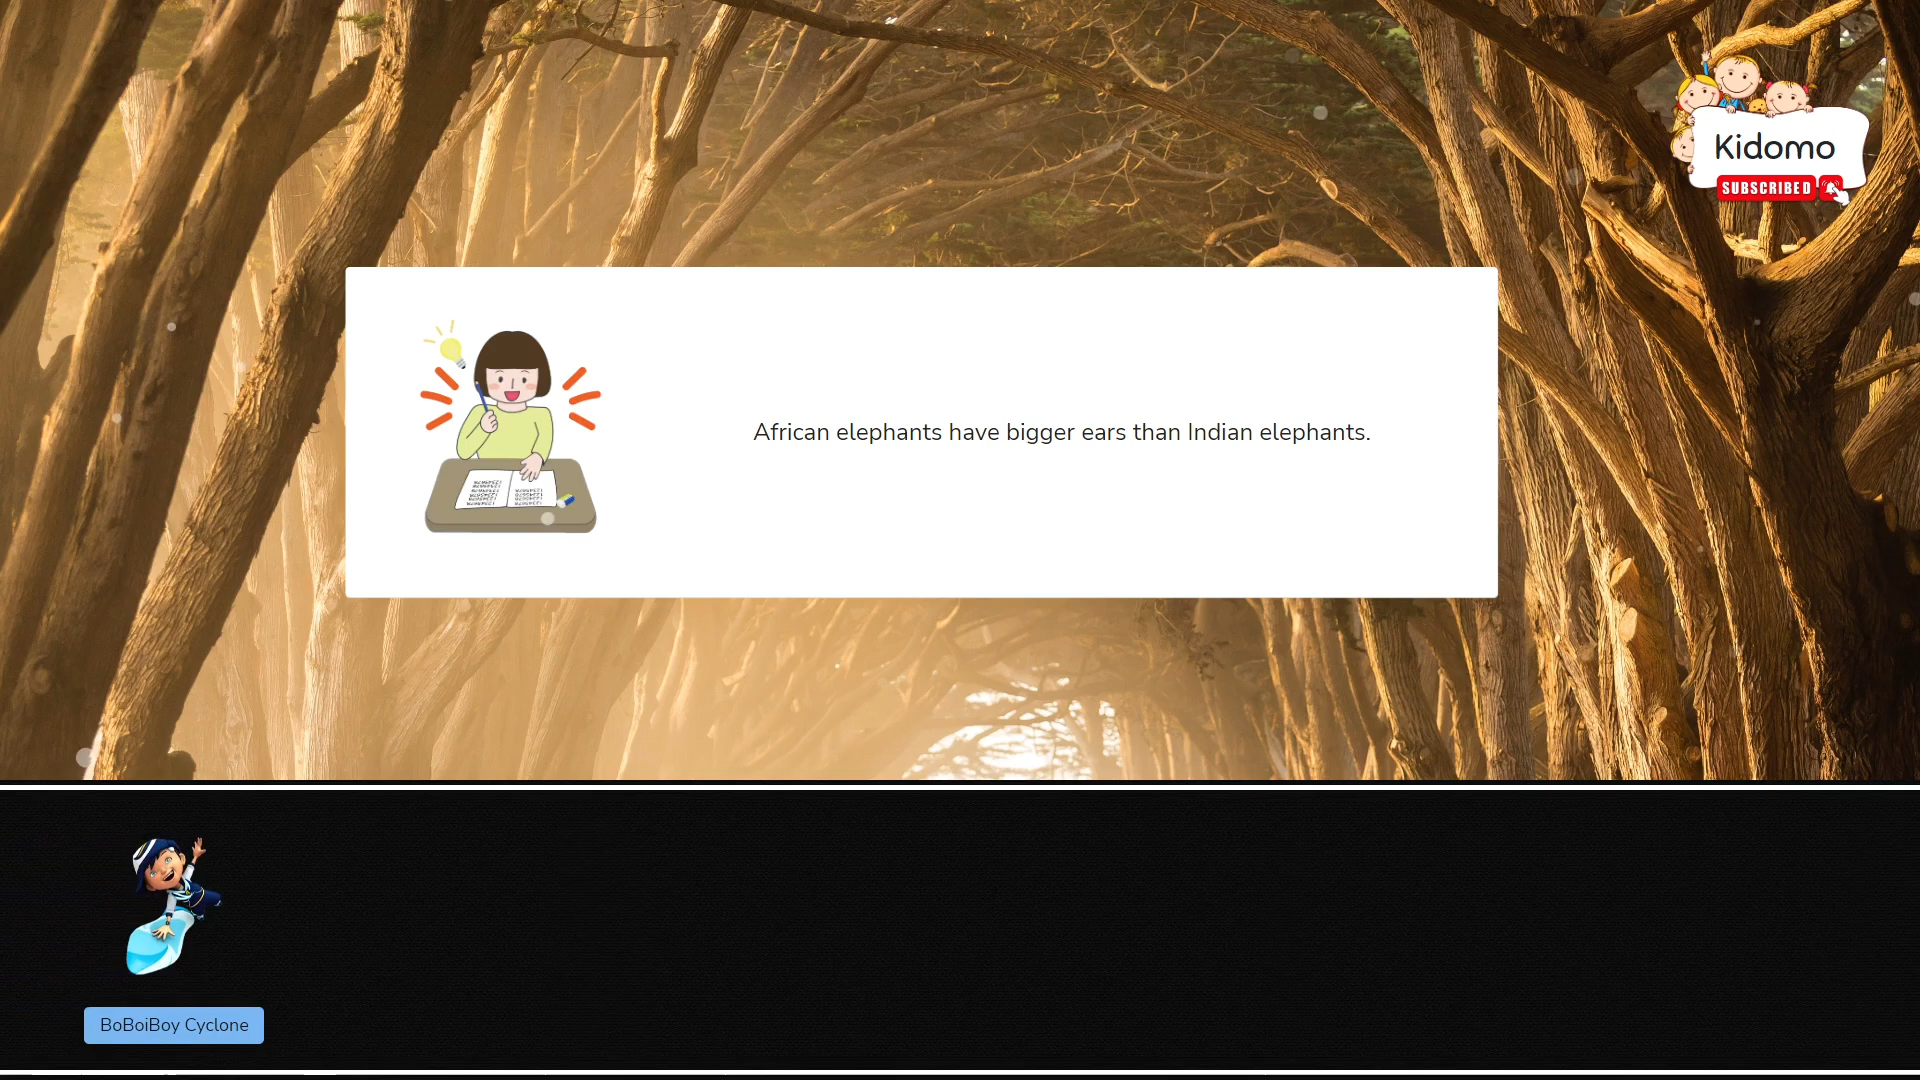 Kidomo
SUBSCRIBED
African elephants have bigger ears than Indian elephants.
BoBoiBoy Cyclone